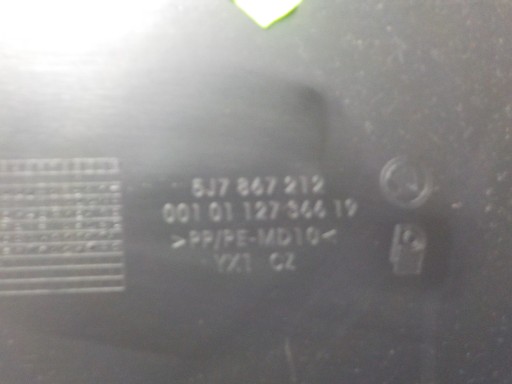 5J7 867 212
001 01 127 366 19
>PP/PE-MD10<
YX1 CZ